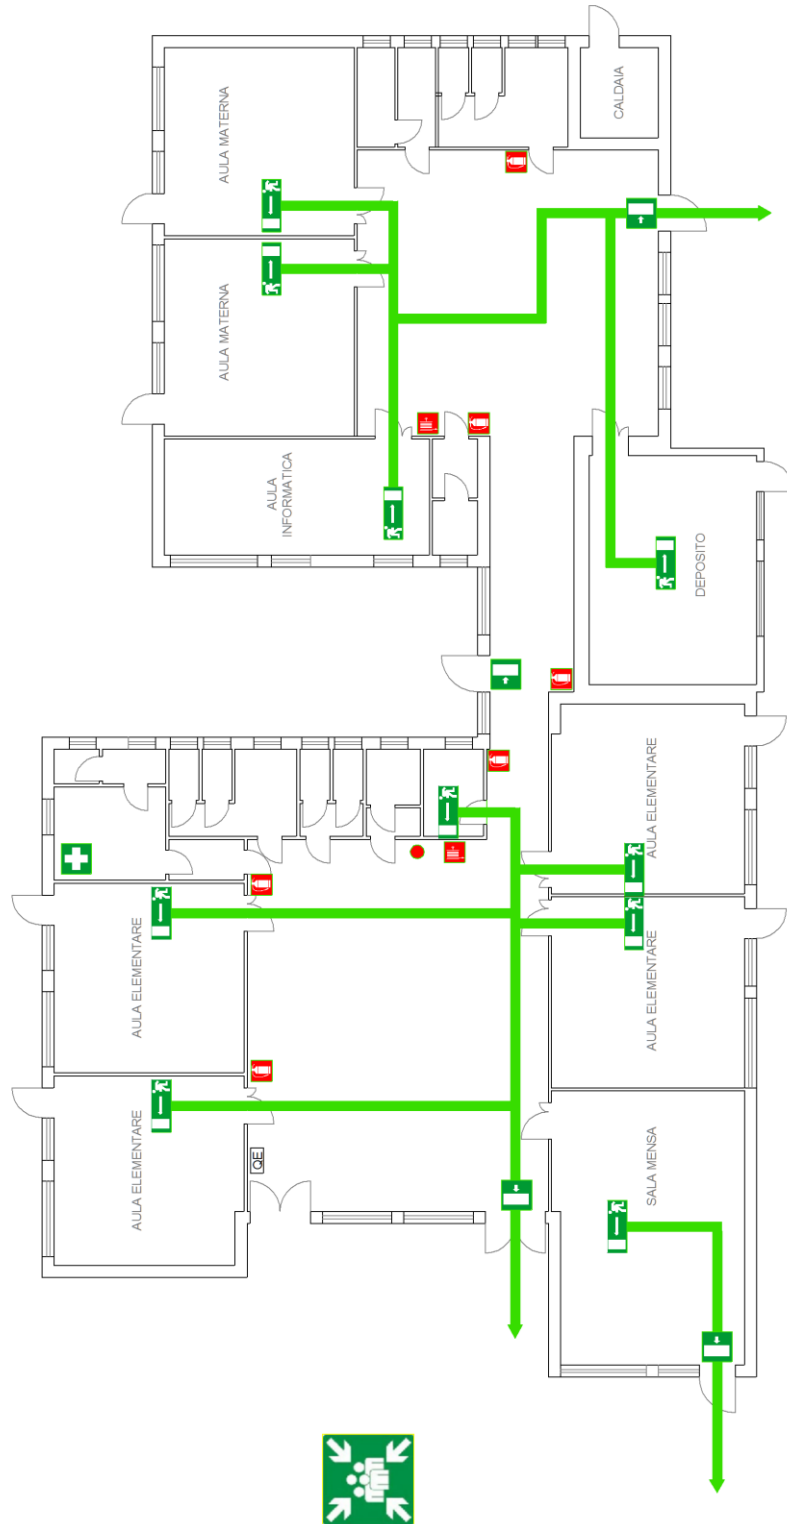 CALDAIA
AULA MATERNA
AULA MATERNA
AULA
INFORMATICA
DEPOSITO
AULA ELEMENTARE
AULA ELEMENTARE
AULA ELEMENTARE
AULA ELEMENTARE
SALA MENSA
QE